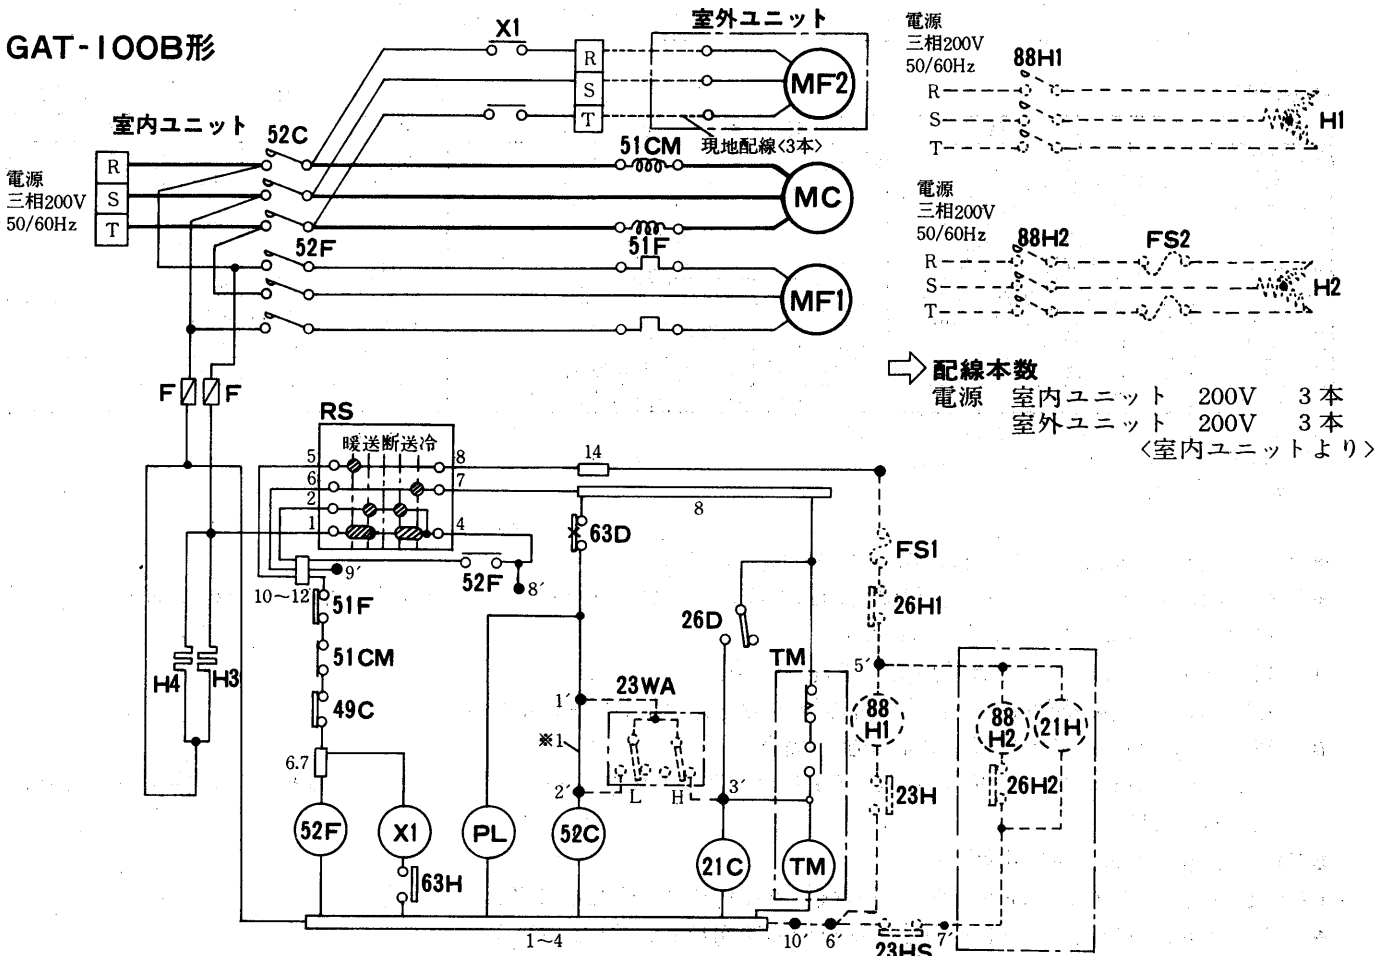 GAT-100B形
室外ユニット
X1
R
S
T
MF2
現地配線<3本>
室内ユニット
電源
三相200V
50/60Hz
R
S
T
52C
51CM
MC
52F
51F
MF1
電源
三相200V
50/60Hz
88H1
R
S
T
H1
電源
三相200V
50/60Hz
88H2
FS2
R
S
T
H2
配線本数
電源 室内ユニット 200V 3本
室外ユニット 200V 3本
<室内ユニットより>
F
F
RS
暖送断送冷
5
8
6
7
2
1
4
14
8
52F
9′
8′
10~12
51F
51CM
49C
6.7
H4
H3
63D
26D
TM
FS1
26H1
5′
1′
23WA
※1
2′
L
H
3′
88
H1
88
H2
21H
26H2
23H
52F
X1
PL
52C
21C
TM
63H
1~4
10′
6′
23HS
7′